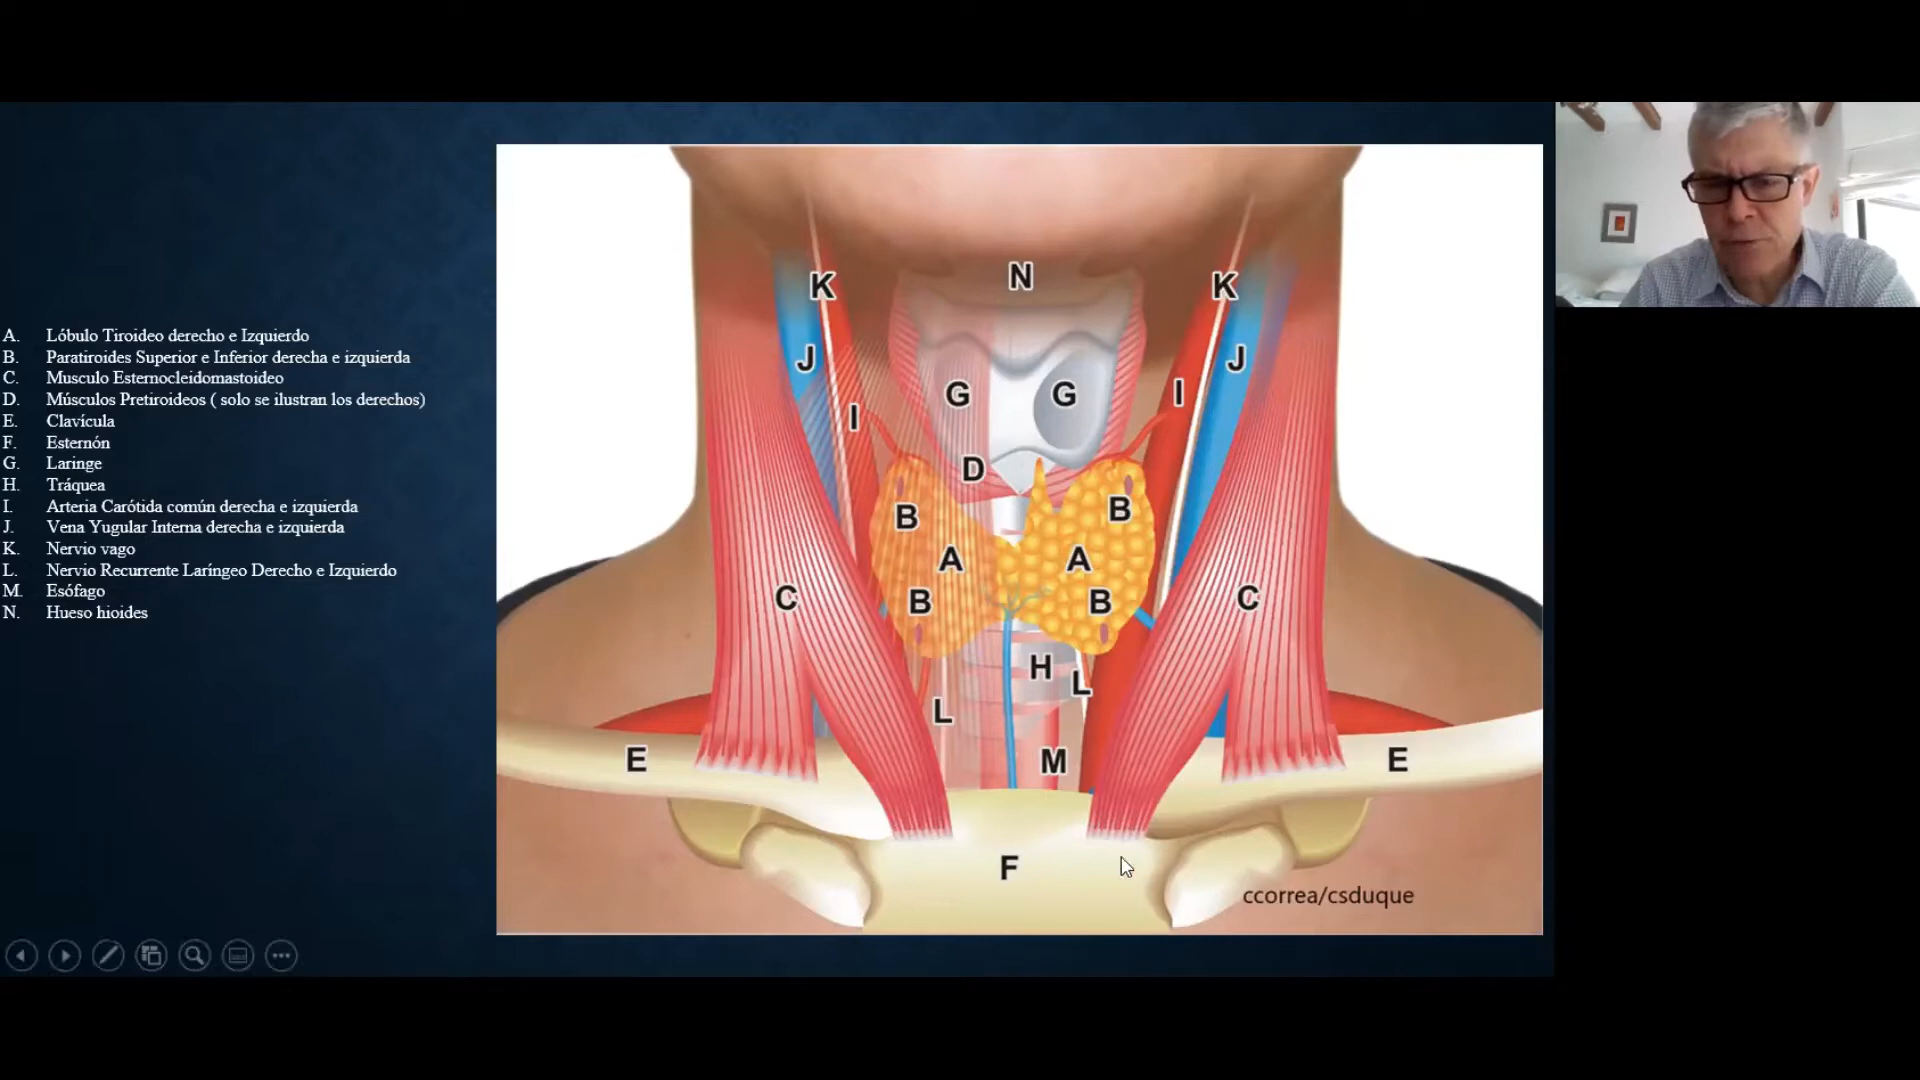 A. Lóbulo Tiroideo derecho e Izquierdo
B. Paratiroides Superior e Inferior derecha e izquierda
C. Musculo Esternocleidomastoideo
D. Músculos Pretiroideos ( solo se ilustran los derechos)
E. Clavícula
F. Esternón
G. Laringe
H. Tráquea
I. Arteria Carótida común derecha e izquierda
J. Vena Yugular Interna derecha e izquierda
K. Nervio vago
L. Nervio Recurrente Laríngeo Derecho e Izquierdo
M. Esófago
N. Hueso hioides
N
K K
J J
G G
I I
D
B B
A A
B B
C C
H
L L
E M E
F
ccorrea/csduque